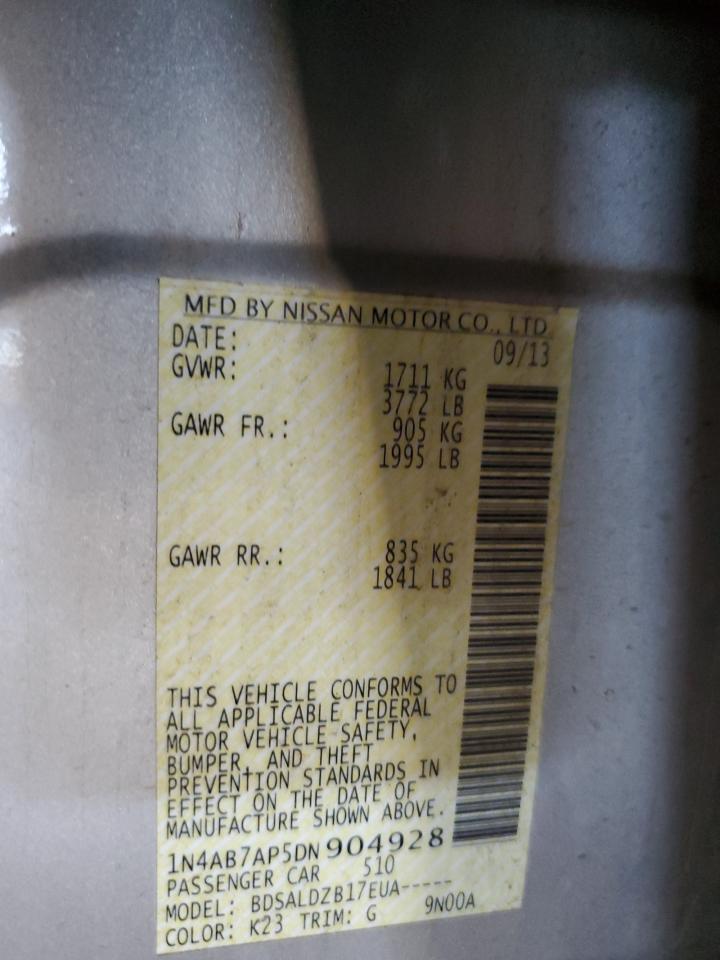 MFD BY NISSAN MOTOR CO., LTD.
DATE: 09/13
GVWR: 1711 KG
3772 LB
GAWR FR.: 905 KG
1995 LB
GAWR RR.: 835 KG
1841 LB
THIS VEHICLE CONFORMS TO
ALL APPLICABLE FEDERAL
MOTOR VEHICLE SAFETY,
BUMPER, AND THEFT
PREVENTION STANDARDS IN
EFFECT ON THE DATE OF
MANUFACTURE SHOWN ABOVE.
1N4AB7AP5DN904928
PASSENGER CAR 510
MODEL: BDSALDZB17EUA-----
COLOR: K23 TRIM: G 9N00A